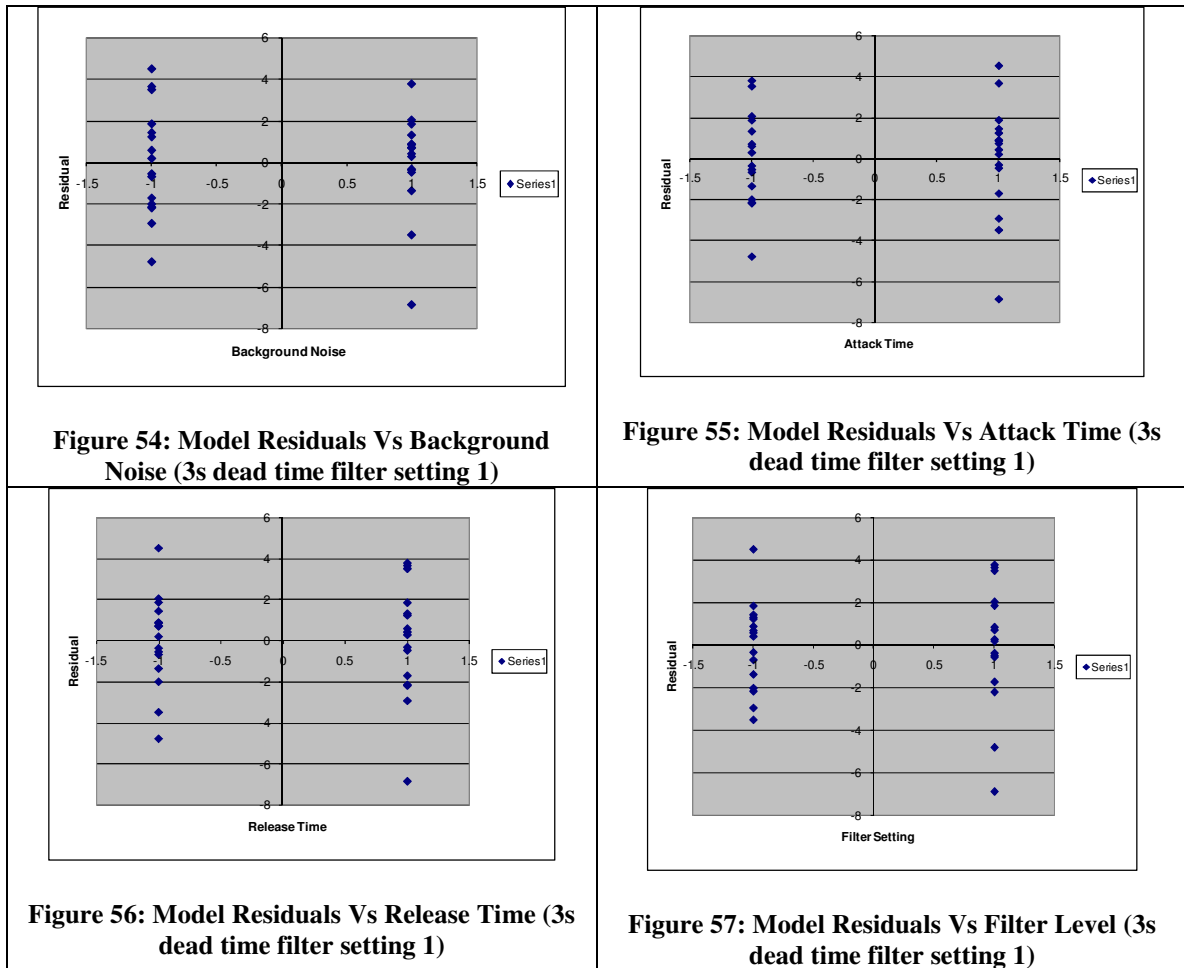 6
4
2
0
-1.5 -1 -0.5 0 0.5 1 1.5
-2
-4
-6
-8
Residual
Background Noise
Series1
Figure 54: Model Residuals Vs Background
Noise (3s dead time filter setting 1)
6
4
2
0
-1.5 -1 -0.5 0 0.5 1 1.5
-2
-4
-6
-8
Residual
Attack Time
Series1
Figure 55: Model Residuals Vs Attack Time (3s
dead time filter setting 1)
6
4
2
0
-1.5 -1 -0.5 0 0.5 1 1.5
-2
-4
-6
-8
Residual
Release Time
Series1
Figure 56: Model Residuals Vs Release Time (3s
dead time filter setting 1)
6
4
2
0
-1.5 -1 -0.5 0 0.5 1 1.5
-2
-4
-6
-8
Residual
Filter Setting
Series1
Figure 57: Model Residuals Vs Filter Level (3s
dead time filter setting 1)